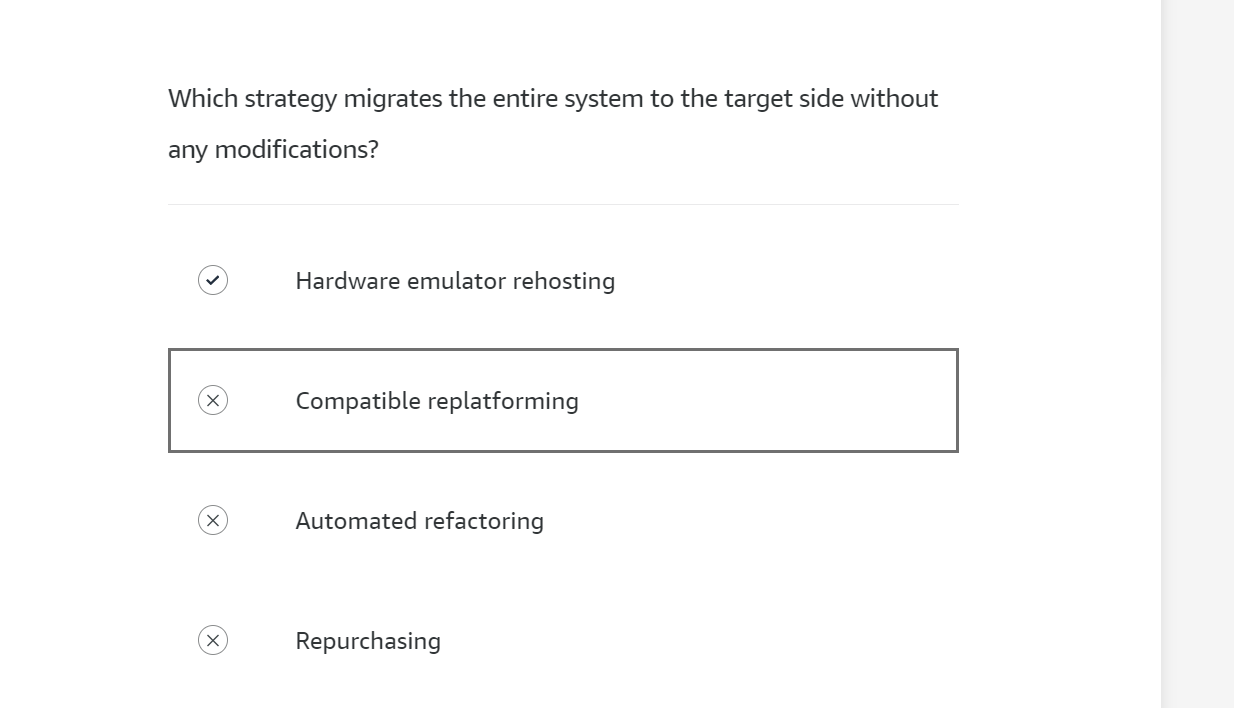 Which strategy migrates the entire system to the target side without
any modifications?
Hardware emulator rehosting
Compatible replatforming
Automated refactoring
Repurchasing